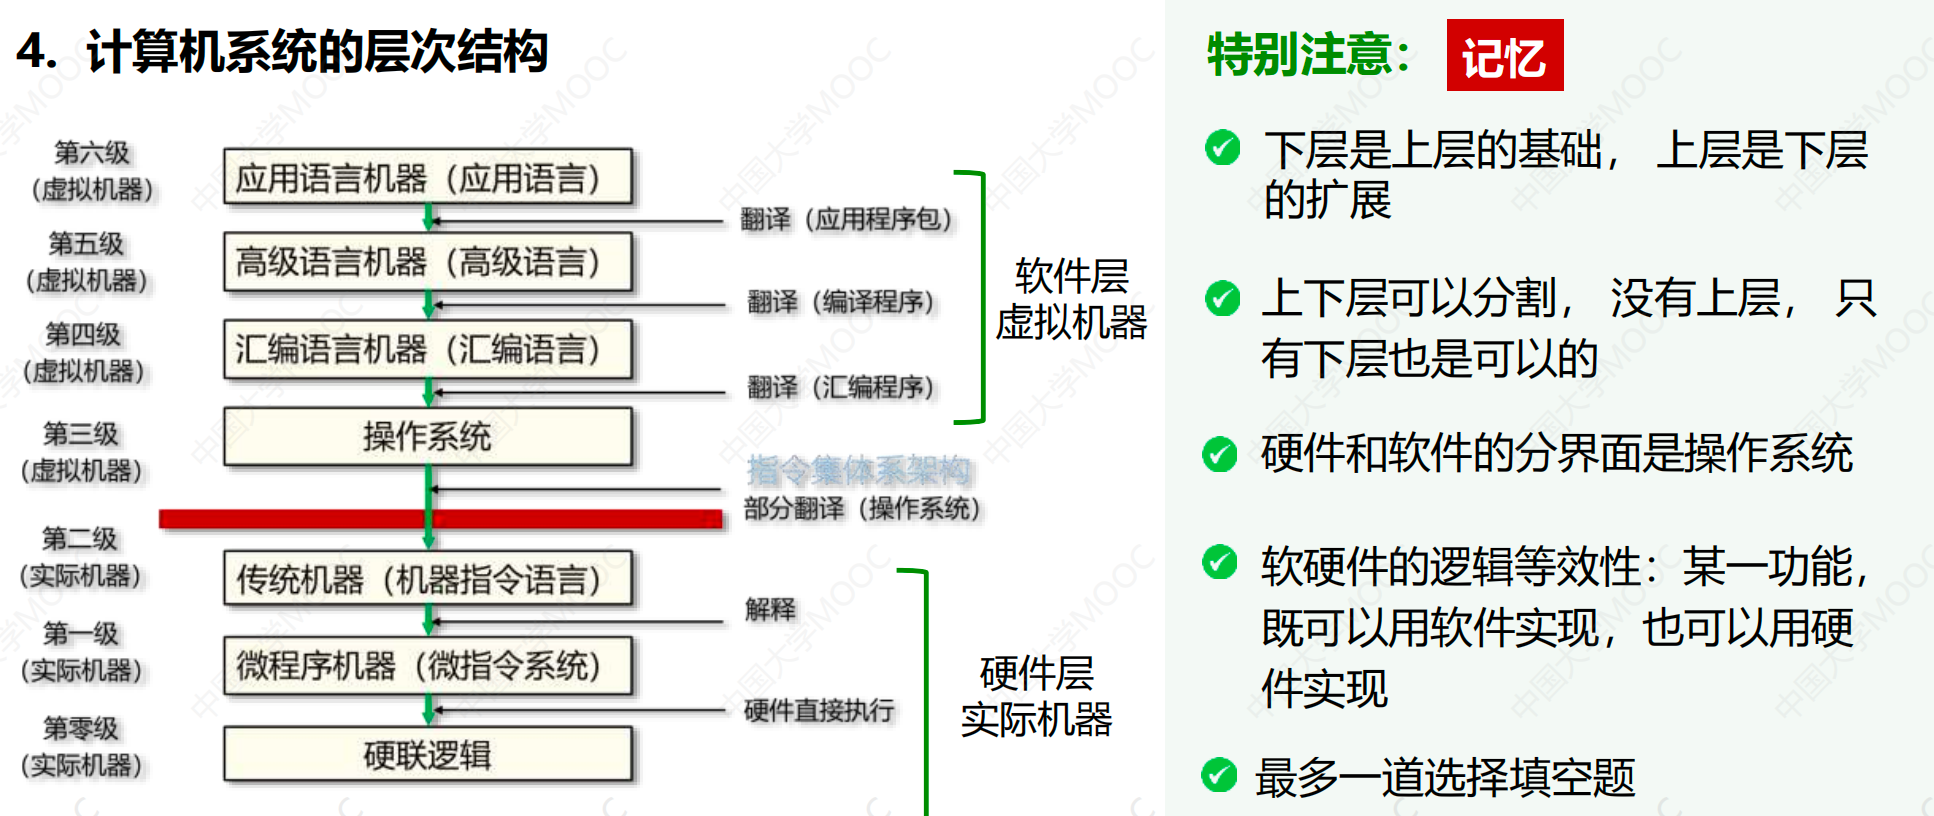 4. 计算机系统的层次结构
第六级
（虚拟机器）
应用语言机器（应用语言）
翻译（应用程序包）
第五级
（虚拟机器）
高级语言机器（高级语言）
翻译（编译程序）
第四级
（虚拟机器）
汇编语言机器（汇编语言）
翻译（汇编程序）
第三级
（虚拟机器）
操作系统
软件层
虚拟机器
指令集体系架构
部分翻译（操作系统）
第二级
（实际机器）
传统机器（机器指令语言）
解释
第一级
（实际机器）
微程序机器（微指令系统）
硬件直接执行
第零级
（实际机器）
硬联逻辑
硬件层
实际机器
特别注意：
记忆
下层是上层的基础， 上层是下层
的扩展
上下层可以分割， 没有上层， 只
有下层也是可以的
硬件和软件的分界面是操作系统
软硬件的逻辑等效性：某一功能，
既可以用软件实现，也可以用硬
件实现
最多一道选择填空题
中国大学MOOC